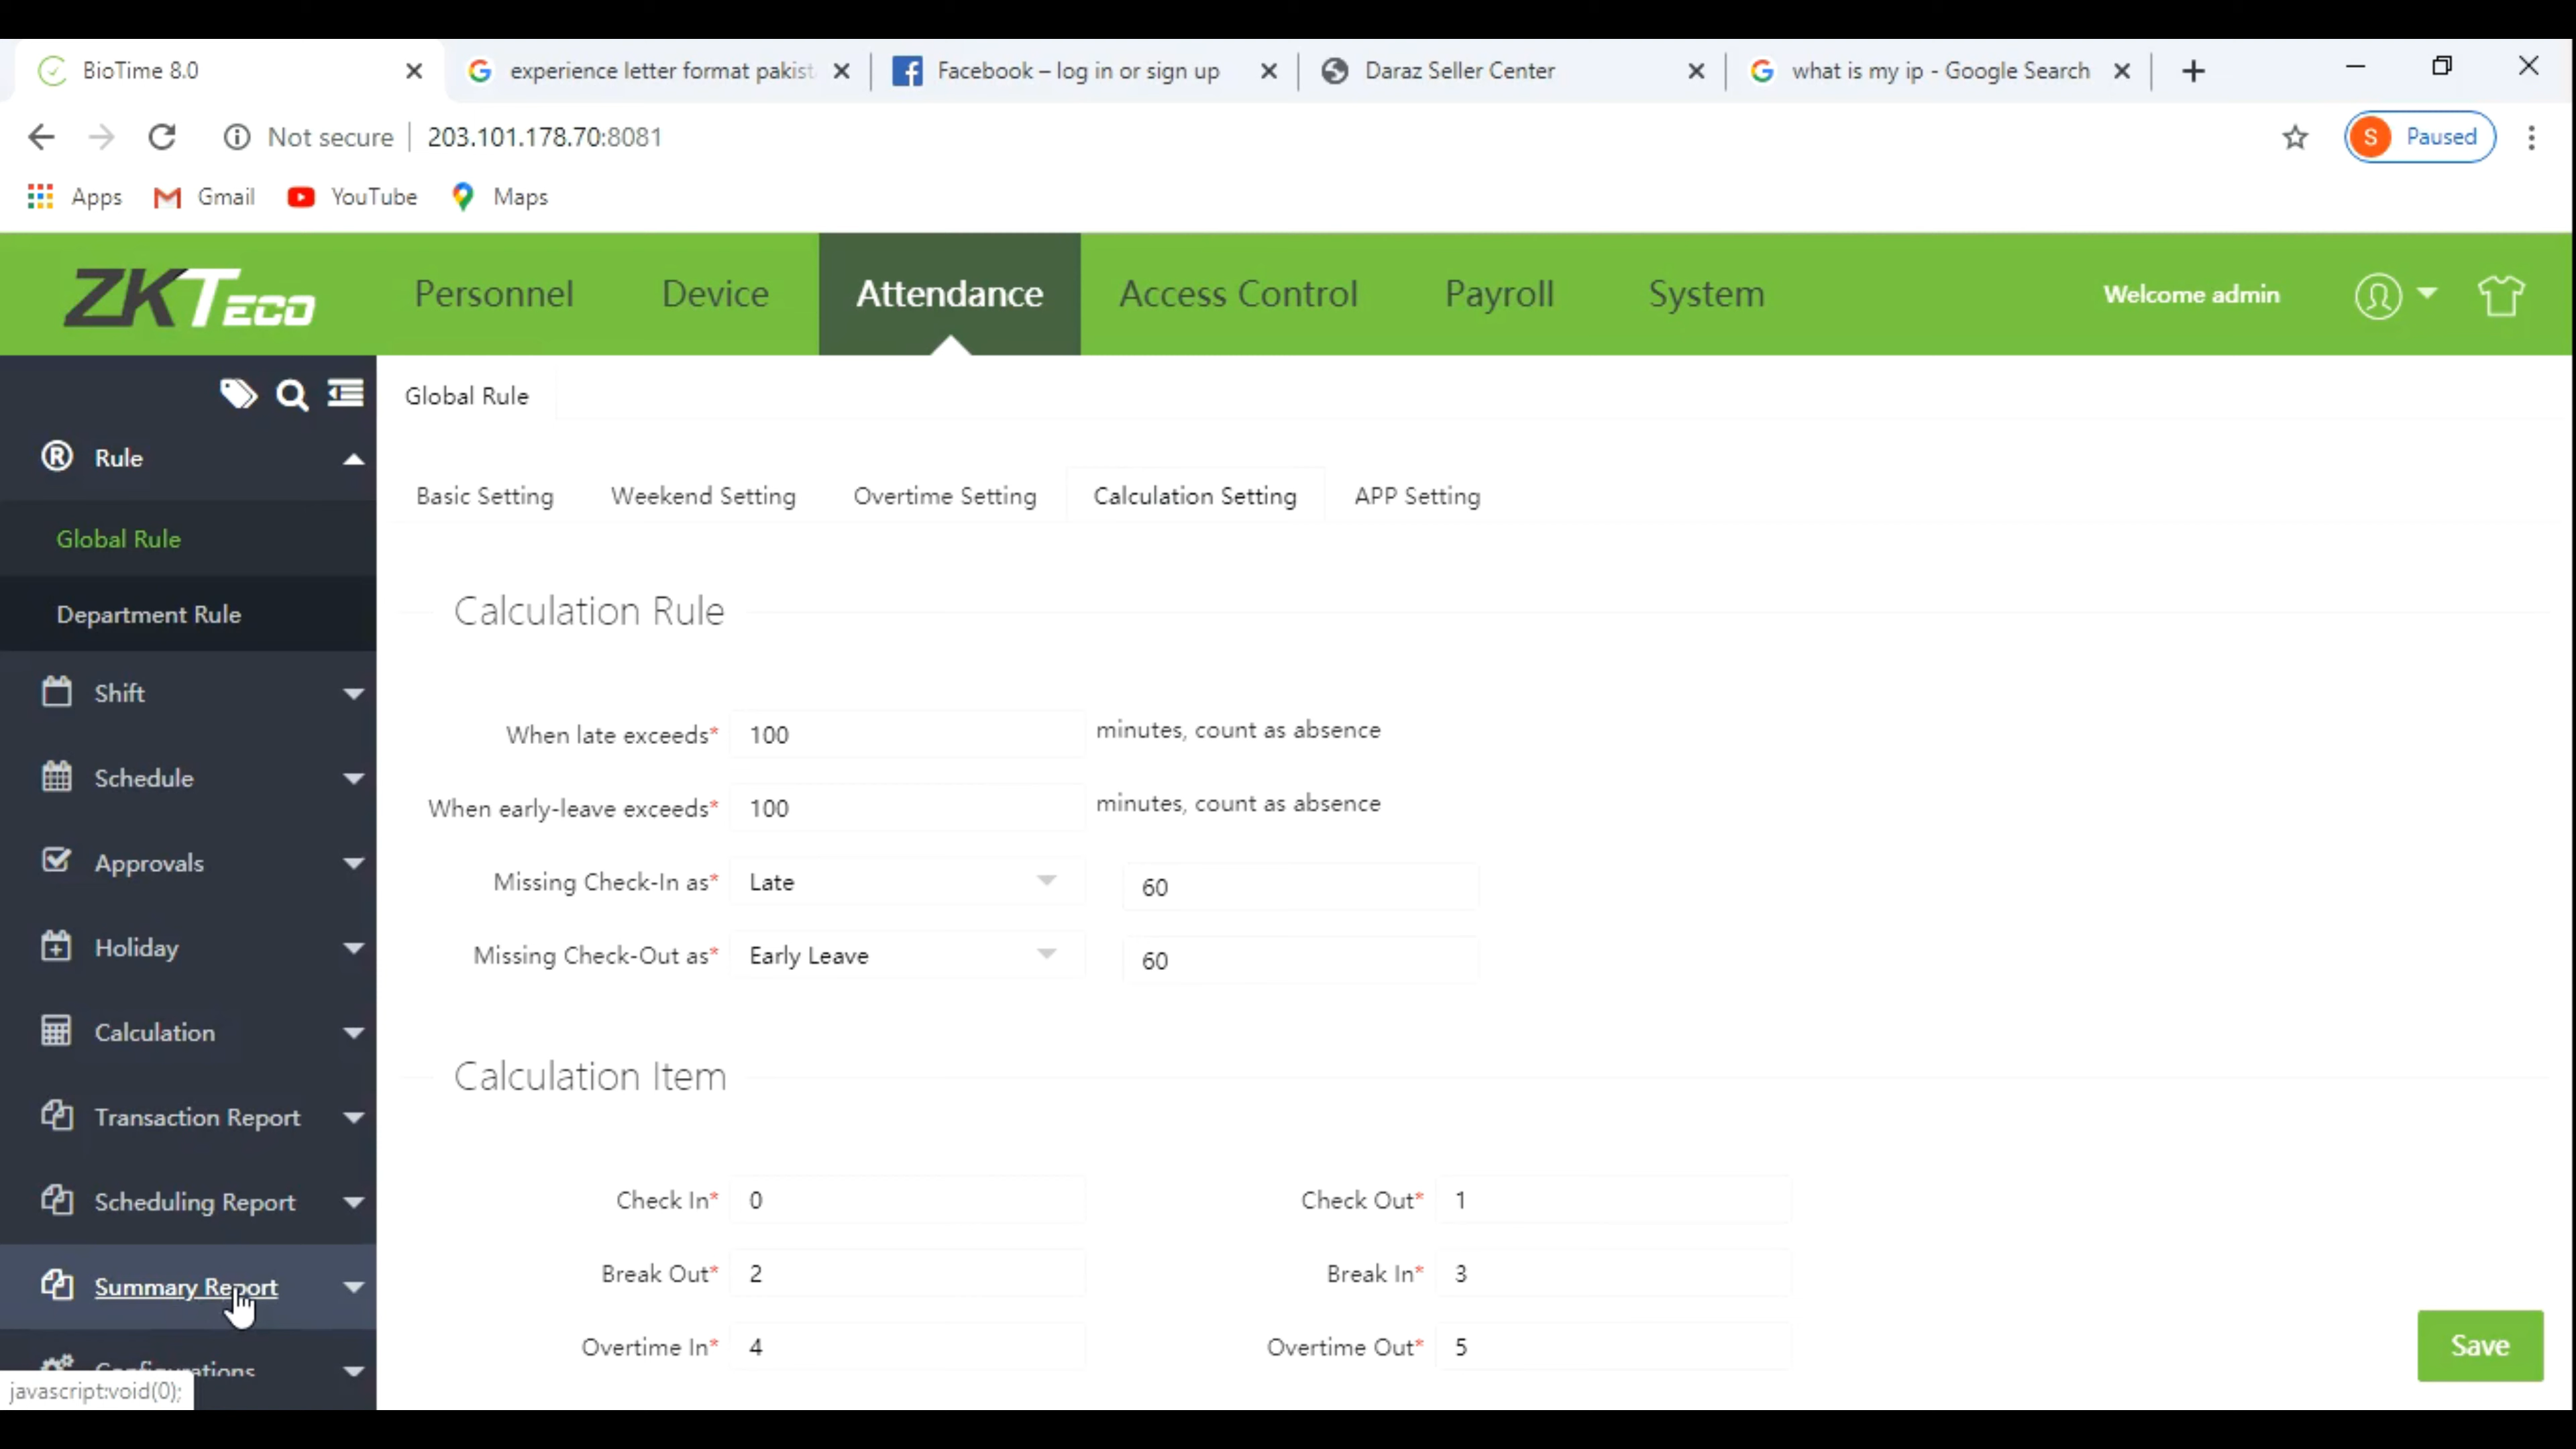 BioTime 8.0
experience letter format pakist
Facebook – log in or sign up
Daraz Seller Center
what is my ip - Google Search
Not secure
203.101.178.70:8081
S Paused
Apps
Gmail
YouTube
Maps
ZKTeco
Personnel
Device
Attendance
Access Control
Payroll
System
Welcome admin
Rule
Global Rule
Department Rule
Shift
Schedule
Approvals
Holiday
Calculation
Transaction Report
Scheduling Report
Summary Report
Configurations
javascript:void(0);
Global Rule
Basic Setting
Weekend Setting
Overtime Setting
Calculation Setting
APP Setting
Calculation Rule
When late exceeds* 100 minutes, count as absence
When early-leave exceeds* 100 minutes, count as absence
Missing Check-In as* Late 60
Missing Check-Out as* Early Leave 60
Calculation Item
Check In* 0 Check Out* 1
Break Out* 2 Break In* 3
Overtime In* 4 Overtime Out* 5
Save